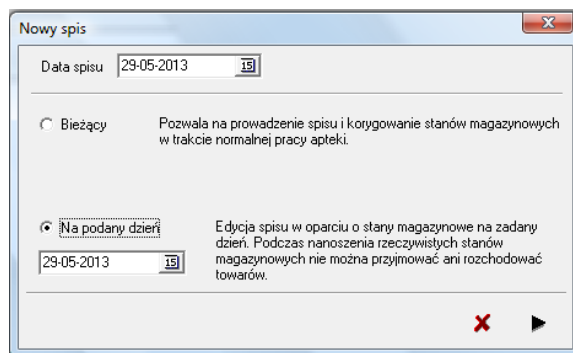 Nowy spis
Data spisu 29-05-2013 15
Bieżący Pozwala na prowadzenie spisu i korygowanie stanów magazynowych
w trakcie normalnej pracy apteki.
Na podany dzień Edycja spisu w oparciu o stany magazynowe na zadany
dzień. Podczas nanoszenia rzeczywistych stanów
29-05-2013 15 magazynowych nie można przyjmować ani rozchodować
towarów.